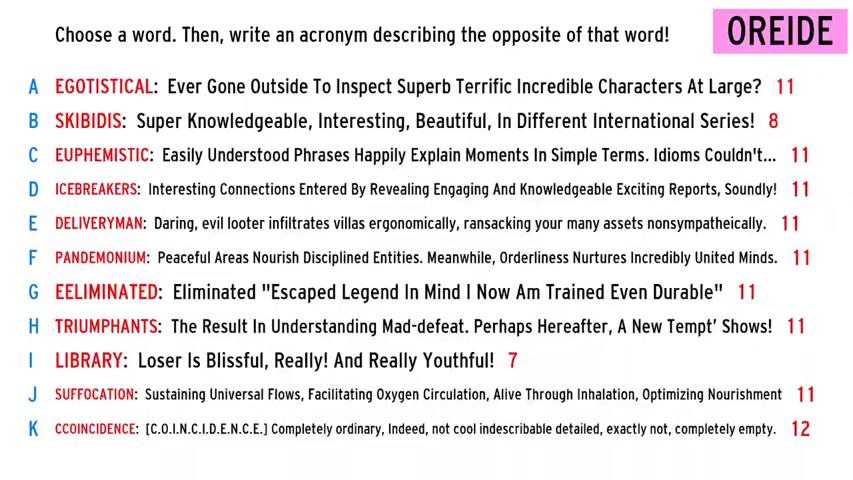 Choose a word. Then, write an acronym describing the opposite of that word!
OREIDE
A EGOTISTICAL: Ever Gone Outside To Inspect Superb Terrific Incredible Characters At Large? 11
B SKIBIDIS: Super Knowledgeable, Interesting, Beautiful, In Different International Series! 8
C EUPHEMISTIC: Easily Understood Phrases Happily Explain Moments In Simple Terms. Idioms Couldn't... 11
D ICEBREAKERS: Interesting Connections Entered By Revealing Engaging And Knowledgeable Exciting Reports, Soundly! 11
E DELIVERYMAN: Daring, evil looter infiltrates villas ergonomically, ransacking your many assets nonsympatheically. 11
F PANDEMONIUM: Peaceful Areas Nourish Disciplined Entities. Meanwhile, Orderliness Nurtures Incredibly United Minds. 11
G EELIMINATED: Eliminated "Escaped Legend In Mind I Now Am Trained Even Durable" 11
H TRIUMPHANTS: The Result In Understanding Mad-defeat. Perhaps Hereafter, A New Tempt' Shows! 11
I LIBRARY: Loser Is Blissful, Really! And Really Youthful! 7
J SUFFOCATION: Sustaining Universal Flows, Facilitating Oxygen Circulation, Alive Through Inhalation, Optimizing Nourishment 11
K CCOINCIDENCE: [C.O.I.N.C.I.D.E.N.C.E.] Completely ordinary, Indeed, not cool indescribable detailed, exactly not, completely empty. 12